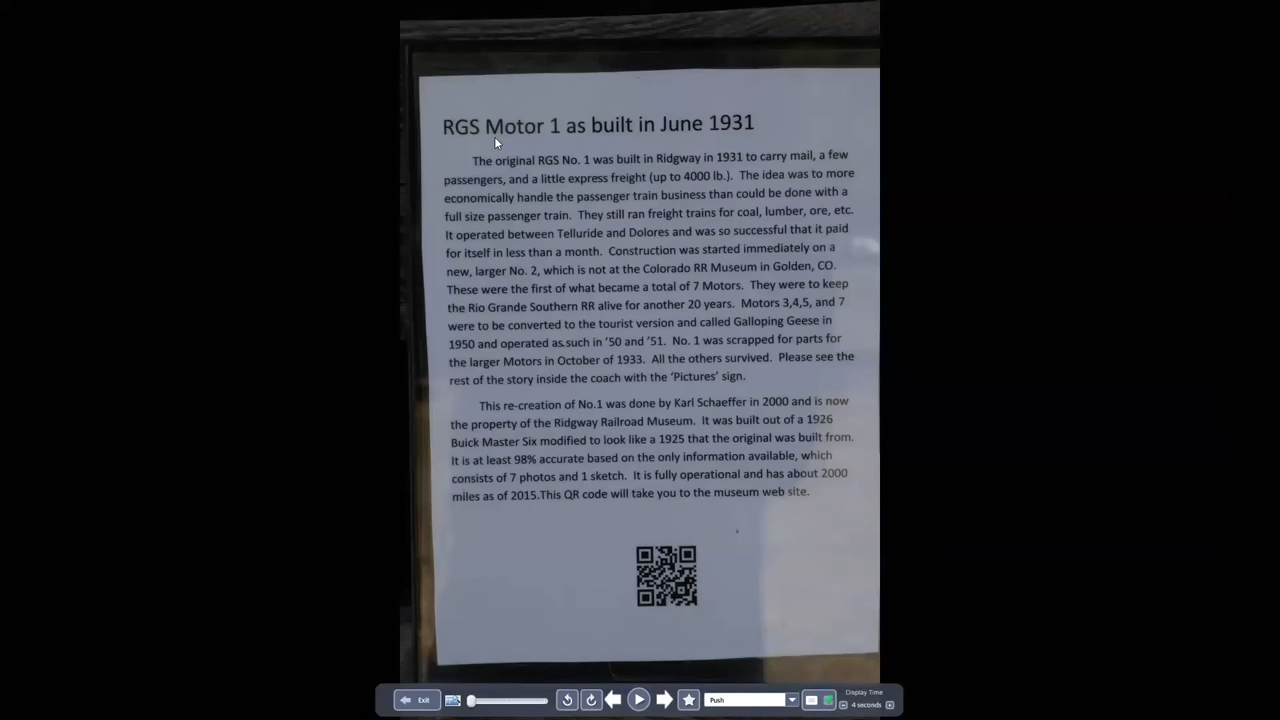 RGS Motor 1 as built in June 1931
The original RGS No. 1 was built in Ridgway in 1931 to carry mail, a few
passengers, and a little express freight (up to 4000 lb.). The idea was to more
economically handle the passenger train business than could be done with a
full size passenger train. They still ran freight trains for coal, lumber, ore, etc.
It operated between Telluride and Dolores and was so successful that it paid
for itself in less than a month. Construction was started immediately on a
new, larger No. 2, which is not at the Colorado RR Museum in Golden, CO.
These were the first of what became a total of 7 Motors. They were to keep
the Rio Grande Southern RR alive for another 20 years. Motors 3,4,5, and 7
were to be converted to the tourist version and called Galloping Geese in
1950 and operated as such in '50 and '51. No. 1 was scrapped for parts for
the larger Motors in October of 1933. All the others survived. Please see the
rest of the story inside the coach with the 'Pictures' sign.
This re-creation of No.1 was done by Karl Schaeffer in 2000 and is now
the property of the Ridgway Railroad Museum. It was built out of a 1926
Buick Master Six modified to look like a 1925 that the original was built from.
It is at least 98% accurate based on the only information available, which
consists of 7 photos and 1 sketch. It is fully operational and has about 2000
miles as of 2015.This QR code will take you to the museum web site.
Exit
Push
Display Time
4 seconds